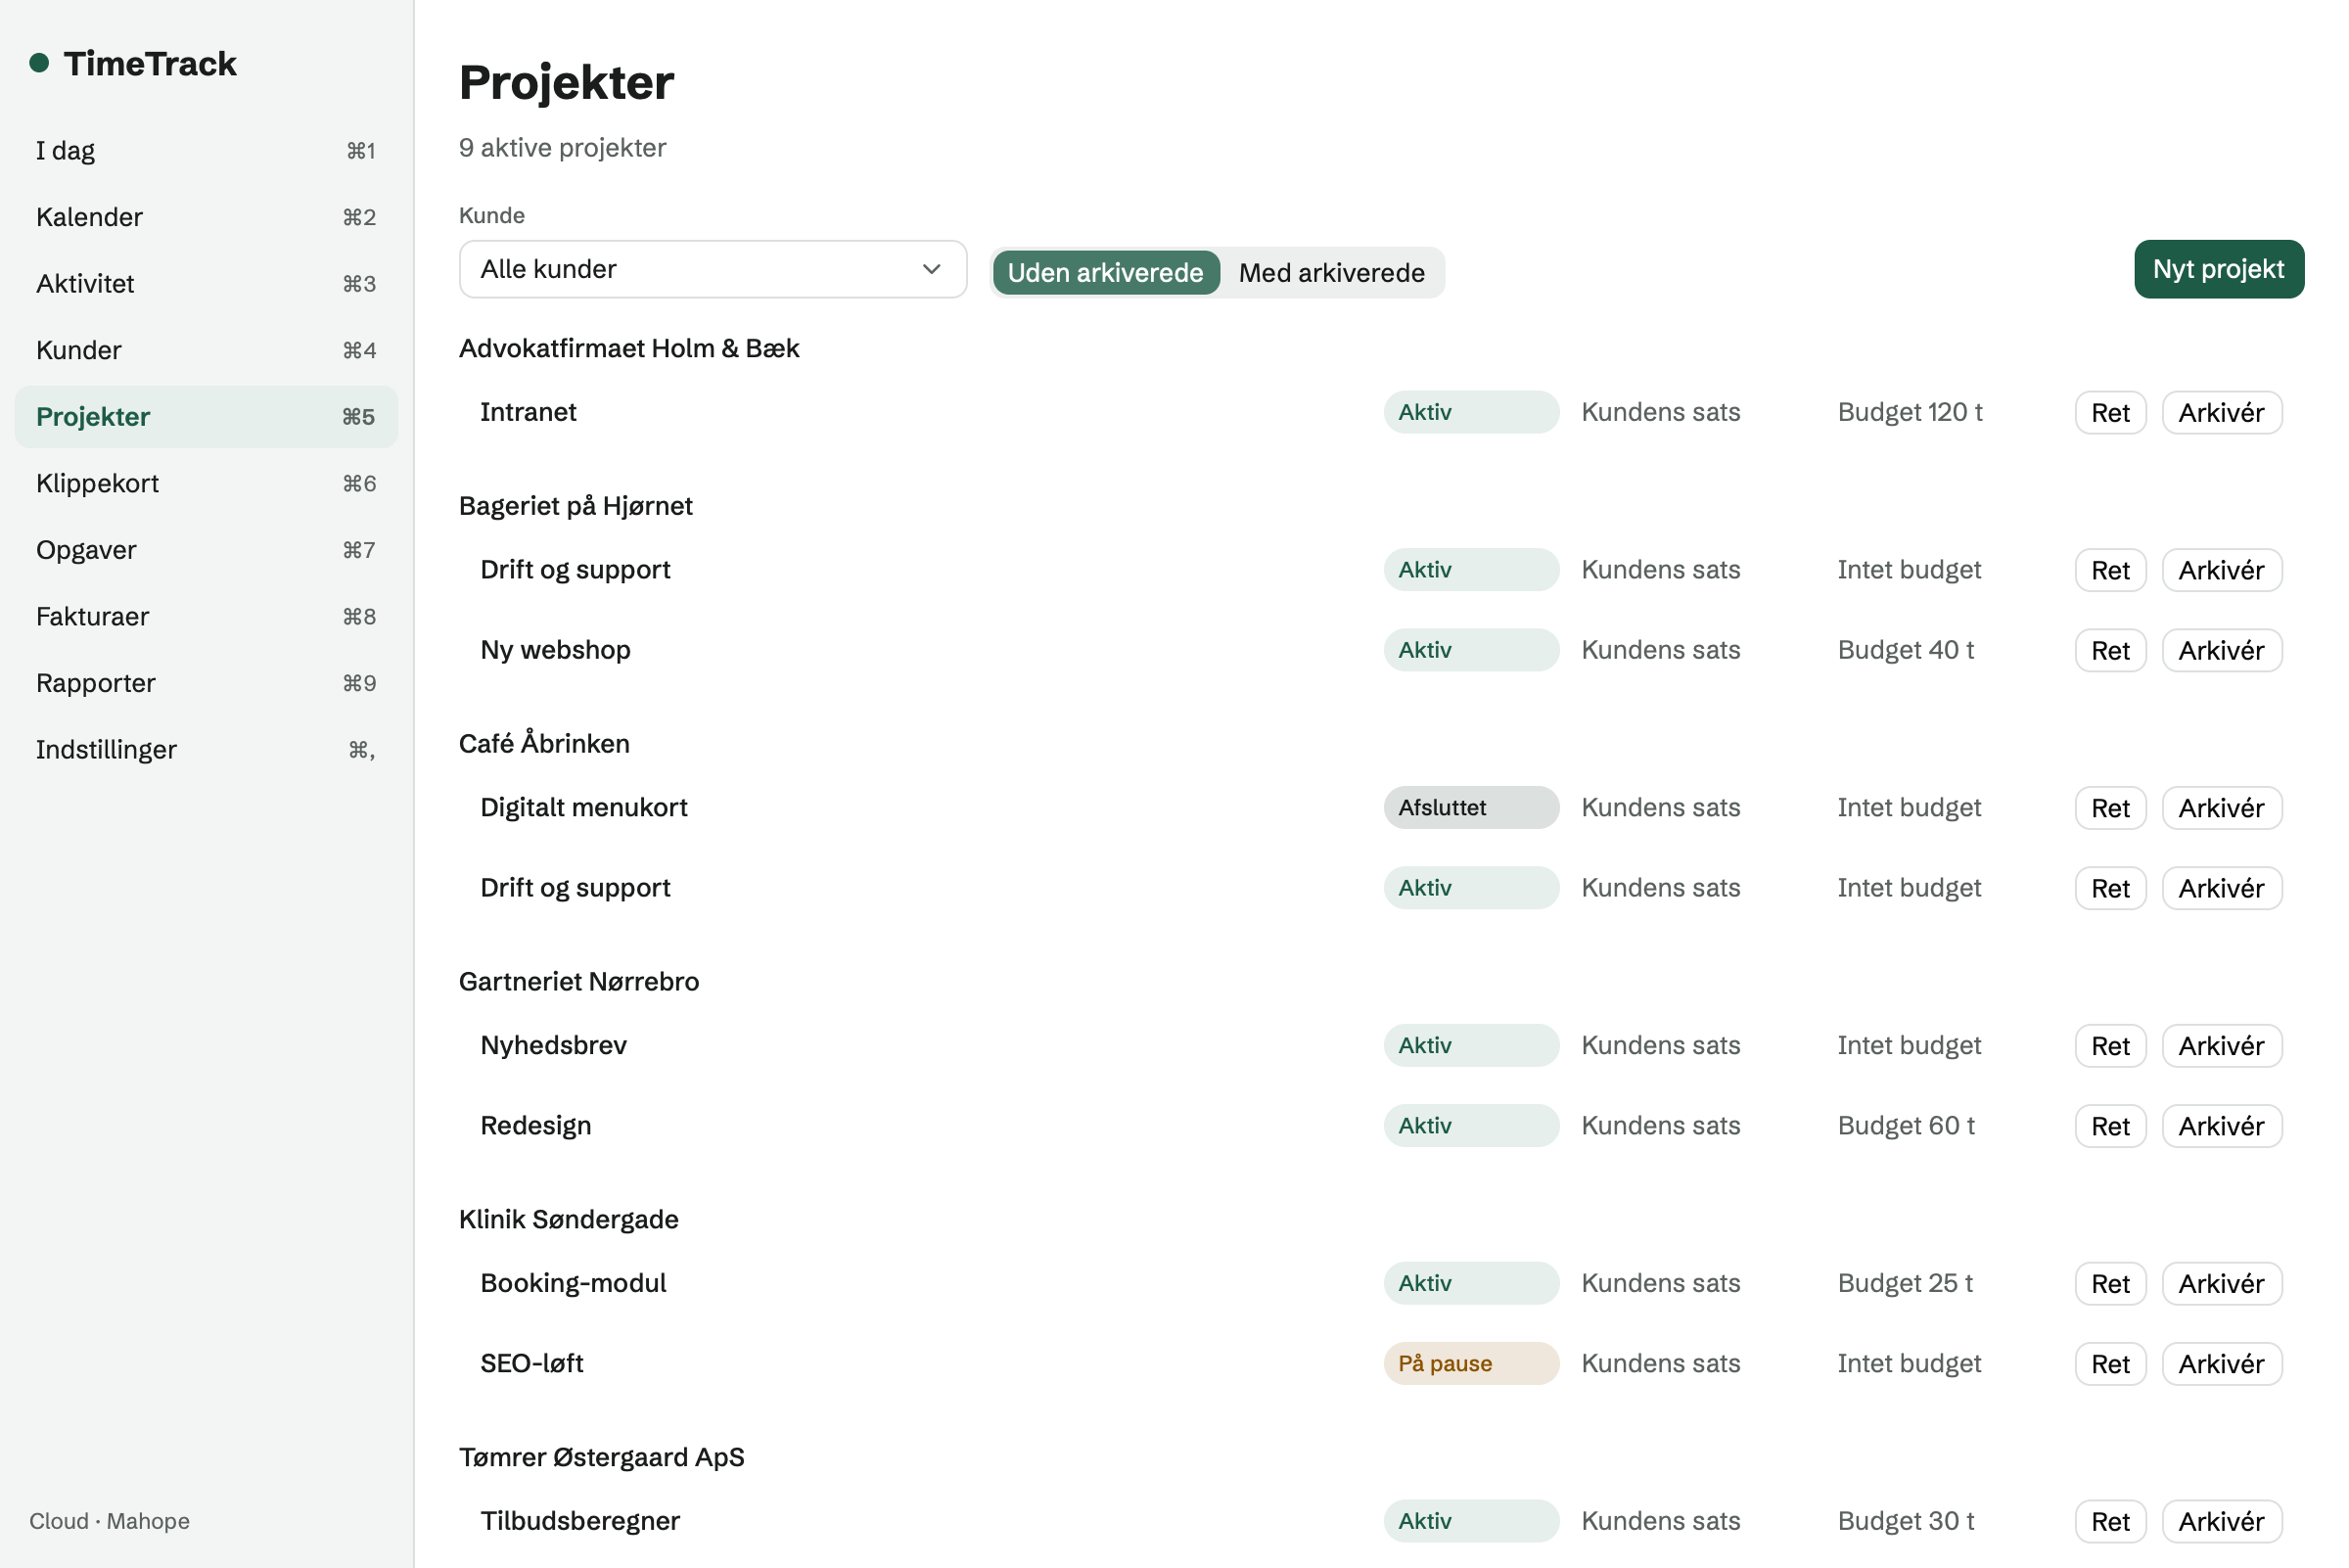 TimeTrack
I dag ⌘1
Kalender ⌘2
Aktivitet ⌘3
Kunder ⌘4
Projekter ⌘5
Klippekort ⌘6
Opgaver ⌘7
Fakturaer ⌘8
Rapporter ⌘9
Indstillinger ⌘,
Cloud · Mahope
Projekter
9 aktive projekter
Kunde
Alle kunder Uden arkiverede Med arkiverede Nyt projekt
Advokatfirmaet Holm & Bæk
Intranet Aktiv Kundens sats Budget 120 t Ret Arkivér
Bageriet på Hjørnet
Drift og support Aktiv Kundens sats Intet budget Ret Arkivér
Ny webshop Aktiv Kundens sats Budget 40 t Ret Arkivér
Café Åbrinken
Digitalt menukort Afsluttet Kundens sats Intet budget Ret Arkivér
Drift og support Aktiv Kundens sats Intet budget Ret Arkivér
Gartneriet Nørrebro
Nyhedsbrev Aktiv Kundens sats Intet budget Ret Arkivér
Redesign Aktiv Kundens sats Budget 60 t Ret Arkivér
Klinik Søndergade
Booking-modul Aktiv Kundens sats Budget 25 t Ret Arkivér
SEO-løft På pause Kundens sats Intet budget Ret Arkivér
Tømrer Østergaard ApS
Tilbudsberegner Aktiv Kundens sats Budget 30 t Ret Arkivér